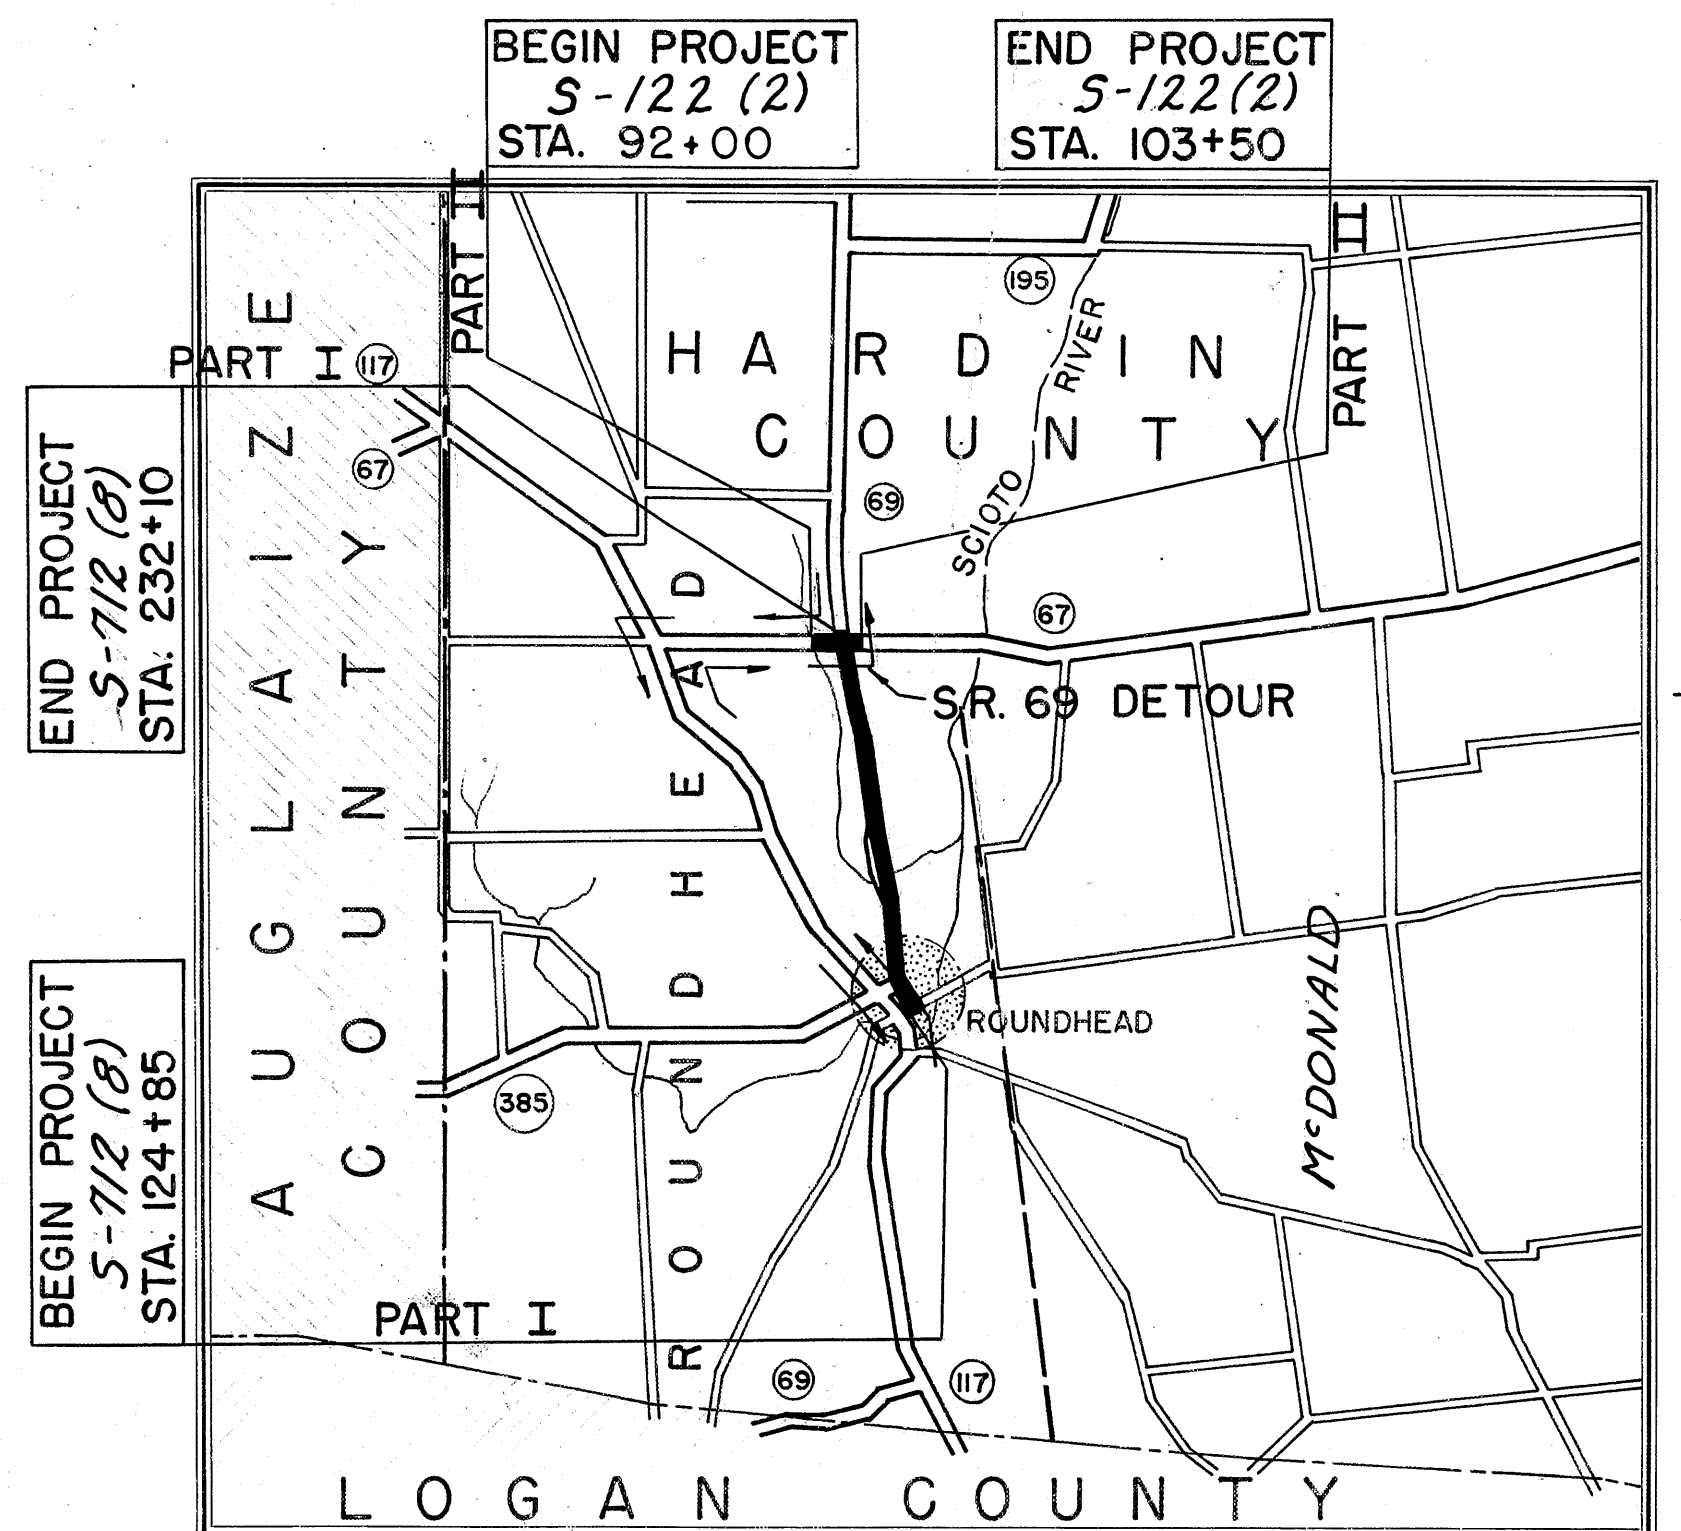 BEGIN PROJECT
S-122 (2)
STA. 92+00
END PROJECT
S-122 (2)
STA. 103+50
PART II
PART II
PART I
117
67
195
HARDIN
COUNTY
SCIOTO RIVER
69
67
END PROJECT
S-712 (8)
STA. 232+10
AUGLAIZE
COUNTY
ROUNDHEAD
S.R. 69 DETOUR
BEGIN PROJECT
S-712 (8)
STA. 124+85
ROUNDHEAD
McDONALD
385
PART I
69
117
LOGAN COUNTY